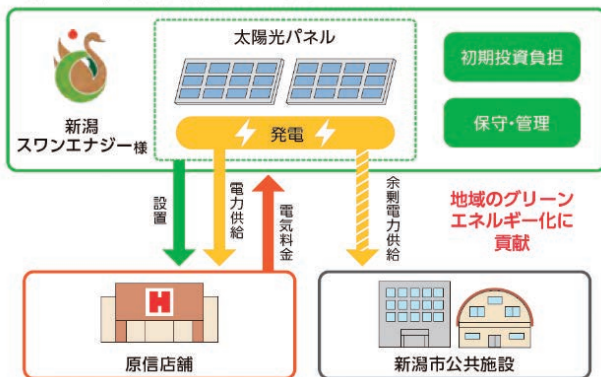 太陽光パネル
新潟
スワンエナジー様
発電
初期投資負担
保守・管理
設置
電力供給
電気料金
余剰電力供給
地域のグリーン
エネルギー化に
貢献
H
原信店舗
新潟市公共施設